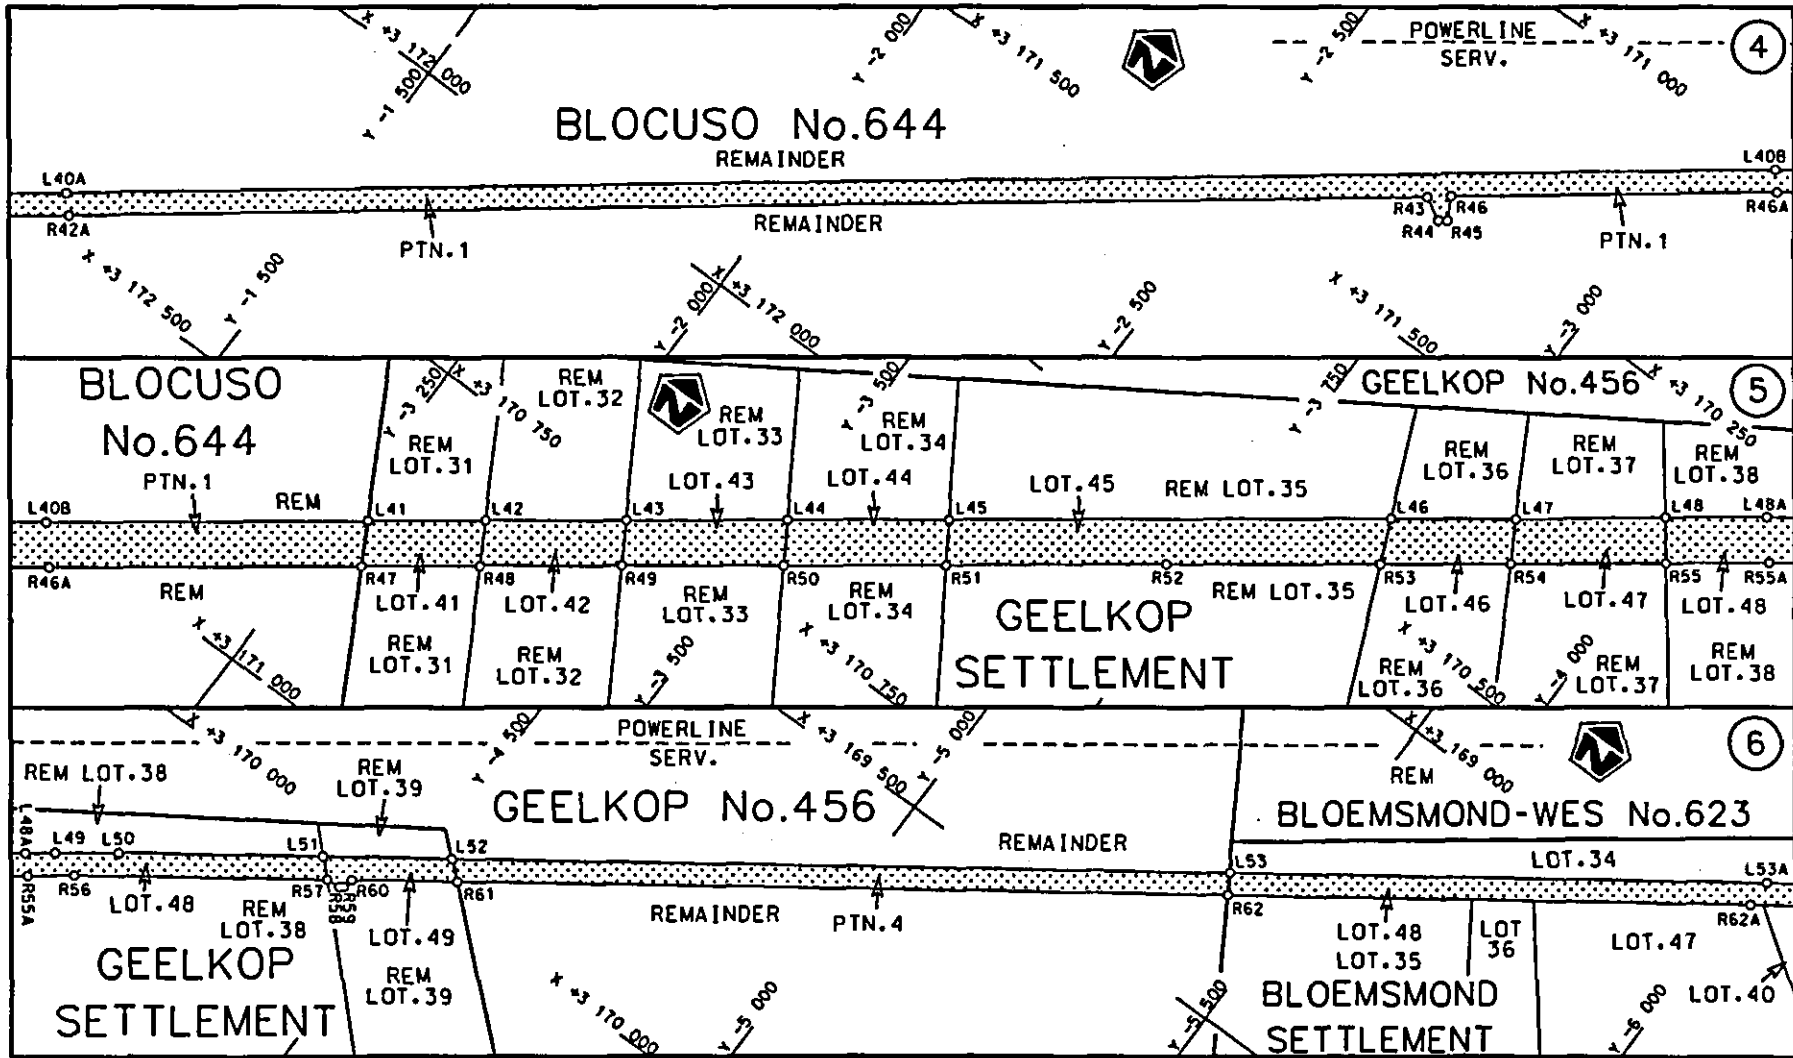 X +3 172 000
Y -1 500
Y -2 000
X +3 171 500
Y -2 500
POWERLINE
SERV.
X +3 171 000
4
BLOCUSO No.644
REMAINDER
L40A
L40B
R42A
PTN.1
REMAINDER
R43
R46
R44
R45
PTN.1
R46A
X +3 172 500
Y -1 500
Y -2 000
X +3 172 000
Y -2 500
X +3 171 500
Y -3 000
BLOCUSO
No.644
PTN.1
REM
Y -3 250
X +3 170 750
REM
LOT.31
REM
LOT.32
REM
LOT.33
LOT.43
Y -3 500
REM
LOT.34
LOT.44
LOT.45
REM LOT.35
Y -3 750
GEELKOP No.456
X +3 170 250
5
REM
LOT.36
REM
LOT.37
REM
LOT.38
L40B
L41
L42
L43
L44
L45
L46
L47
L48
L48A
R46A
R47
R48
R49
R50
R51
R52
R53
R54
R55
R55A
REM
LOT.41
LOT.42
REM
LOT.33
REM
LOT.34
REM LOT.35
LOT.46
LOT.47
LOT.48
X +3 171 000
REM
LOT.31
REM
LOT.32
Y -3 500
X +3 170 750
GEELKOP
SETTLEMENT
REM
LOT.36
X +3 170 500
Y -4 000
REM
LOT.37
REM
LOT.38
X +3 170 000
Y -4 500
POWERLINE
SERV.
X +3 169 500
Y -5 000
X +3 169 000
6
REM LOT.38
REM
LOT.39
GEELKOP No.456
REMAINDER
REM
BLOEMSMOND-WES No.623
LOT.34
L48A
L49
L50
L51
L52
L53
L53A
R55A
R56
R57
R58
R59
R60
R61
R62
R62A
LOT.48
REM
LOT.38
LOT.49
REMAINDER
PTN.4
LOT.48
LOT.35
LOT
36
LOT.47
LOT.40
GEELKOP
SETTLEMENT
REM
LOT.39
X +3 170 000
Y -5 000
Y -5 500
BLOEMSMOND
SETTLEMENT
Y -6 000